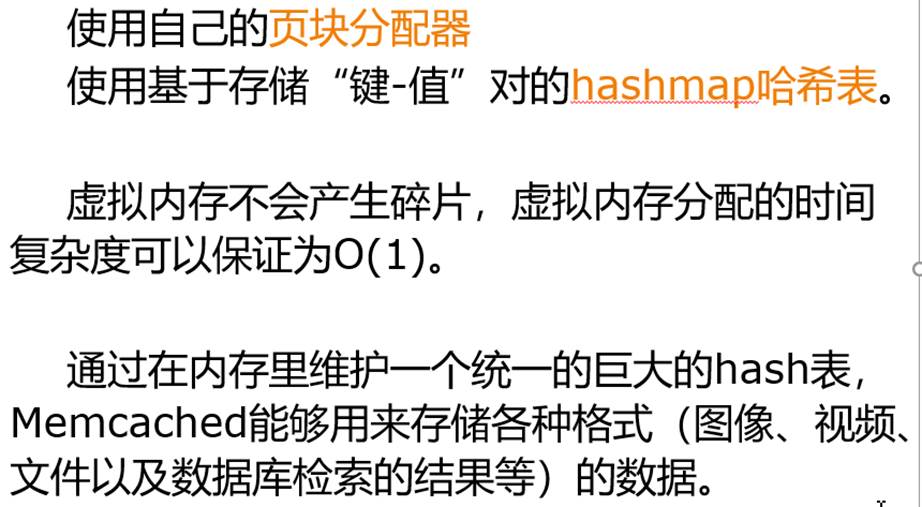 使用自己的页块分配器
使用基于存储“键-值”对的hashmap哈希表。
虚拟内存不会产生碎片，虚拟内存分配的时间
复杂度可以保证为O(1)。
通过在内存里维护一个统一的巨大的hash表，
Memcached能够用来存储各种格式（图像、视频、
文件以及数据库检索的结果等）的数据。